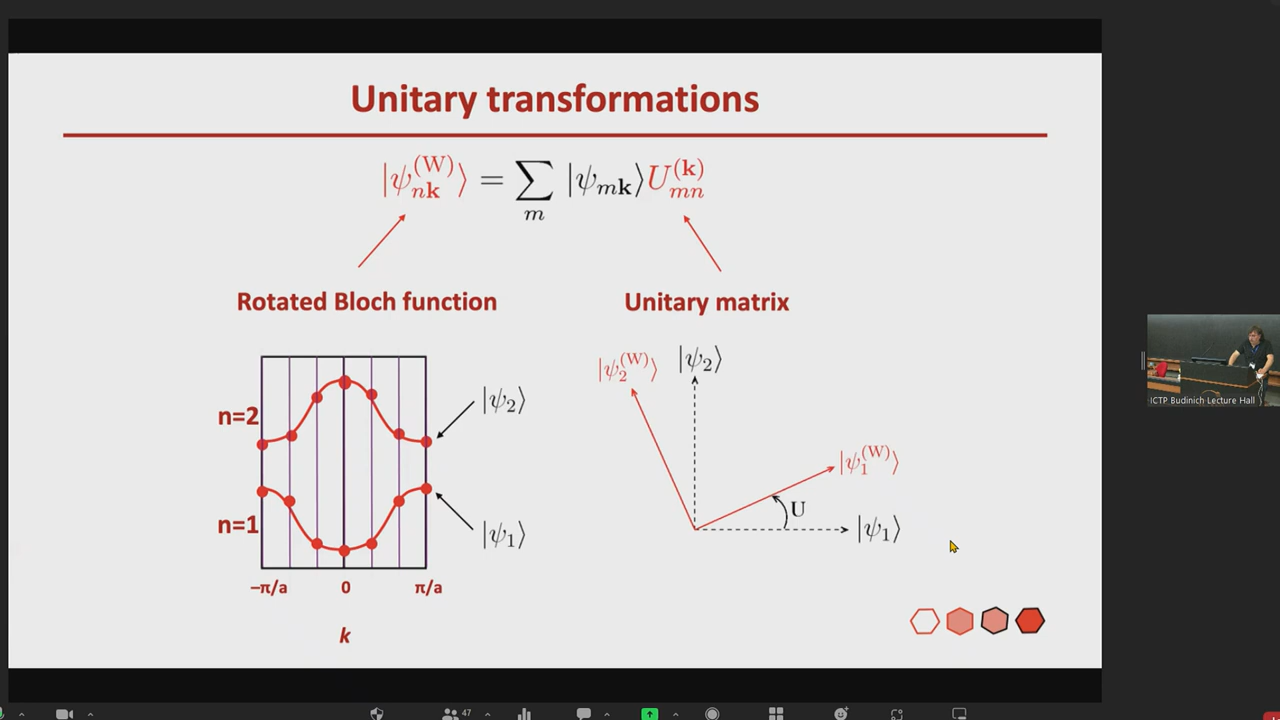 Unitary transformations
|ψ_{n𝐤}^{(W)}⟩ = ∑_m |ψ_{m𝐤}⟩ U_{mn}^{(𝐤)}
Rotated Bloch function
Unitary matrix
|ψ_2^{(W)}⟩
|ψ_2⟩
n=2
|ψ_2⟩
|ψ_1^{(W)}⟩
U
n=1
|ψ_1⟩
|ψ_1⟩
–π/a
0
π/a
k
ICTP Budinich Lecture Hall
47